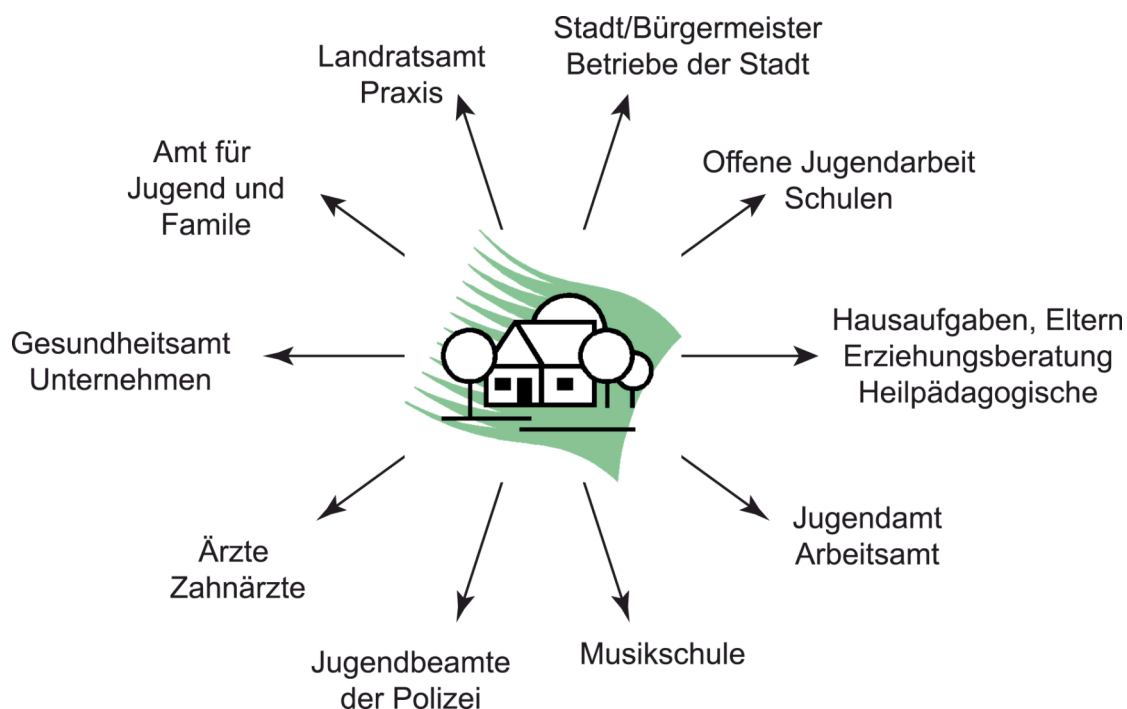 Stadt/Bürgermeister
Betriebe der Stadt
Landratsamt
Praxis
Amt für
Jugend und
Famile
Offene Jugendarbeit
Schulen
Gesundheitsamt
Unternehmen
Hausaufgaben, Eltern
Erziehungsberatung
Heilpädagogische
Ärzte
Zahnärzte
Jugendamt
Arbeitsamt
Jugendbeamte
der Polizei
Musikschule